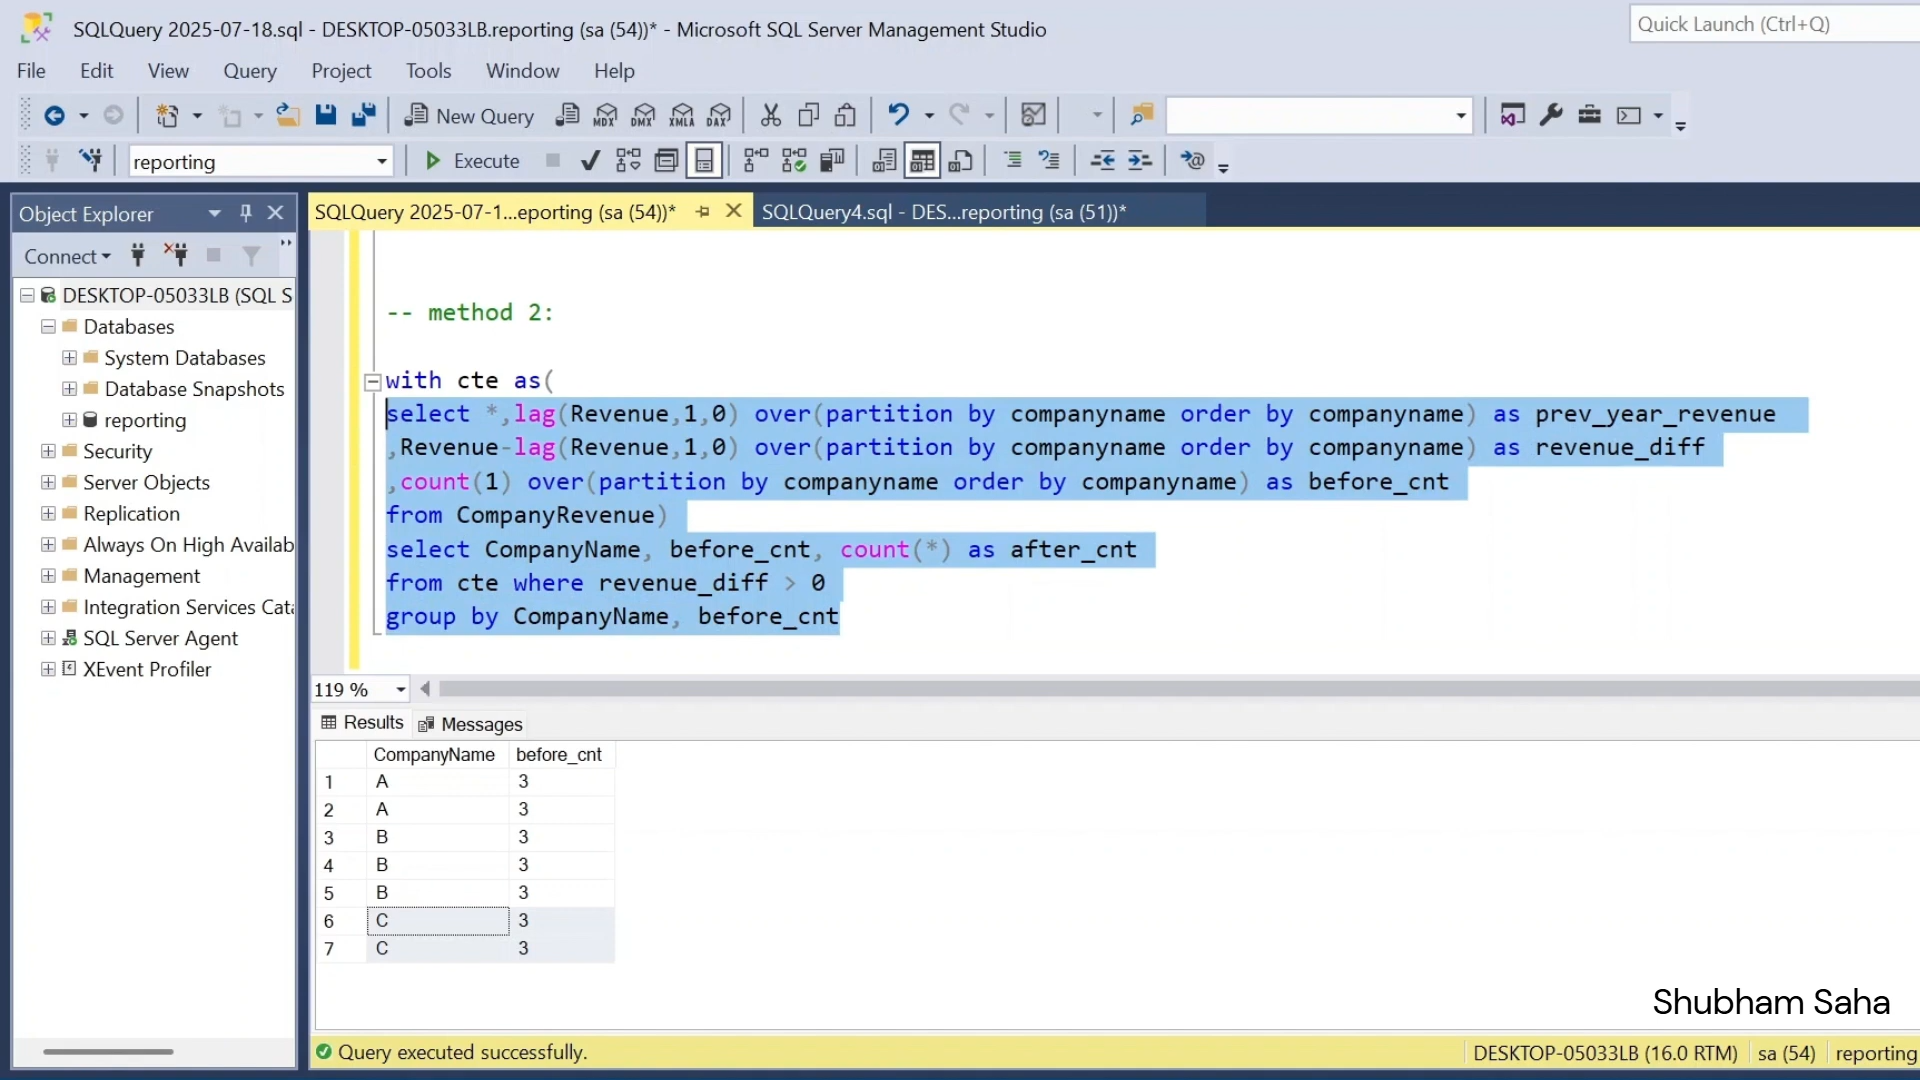 SQLQuery 2025-07-18.sql - DESKTOP-05033LB.reporting (sa (54))* - Microsoft SQL Server Management Studio
Quick Launch (Ctrl+Q)
File Edit View Query Project Tools Window Help
New Query MDX DMX XMLA DAX
reporting Execute
Object Explorer
SQLQuery 2025-07-1...eporting (sa (54))* SQLQuery4.sql - DES...reporting (sa (51))*
Connect
DESKTOP-05033LB (SQL S
Databases
System Databases
Database Snapshots
reporting
Security
Server Objects
Replication
Always On High Availab
Management
Integration Services Cata
SQL Server Agent
XEvent Profiler
-- method 2:
with cte as(
select *,lag(Revenue,1,0) over(partition by companyname order by companyname) as prev_year_revenue
,Revenue-lag(Revenue,1,0) over(partition by companyname order by companyname) as revenue_diff
,count(1) over(partition by companyname order by companyname) as before_cnt
from CompanyRevenue)
select CompanyName, before_cnt, count(*) as after_cnt
from cte where revenue_diff > 0
group by CompanyName, before_cnt
119 %
Results Messages
CompanyName before_cnt
1 A 3
2 A 3
3 B 3
4 B 3
5 B 3
6 C 3
7 C 3
Shubham Saha
Query executed successfully.
DESKTOP-05033LB (16.0 RTM) sa (54) reporting